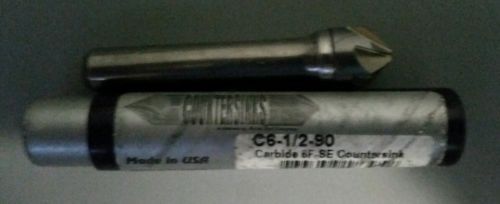 COUNTERSINKS
C6-1/2-90
Carbide 6F-SE Countersink
Made in USA